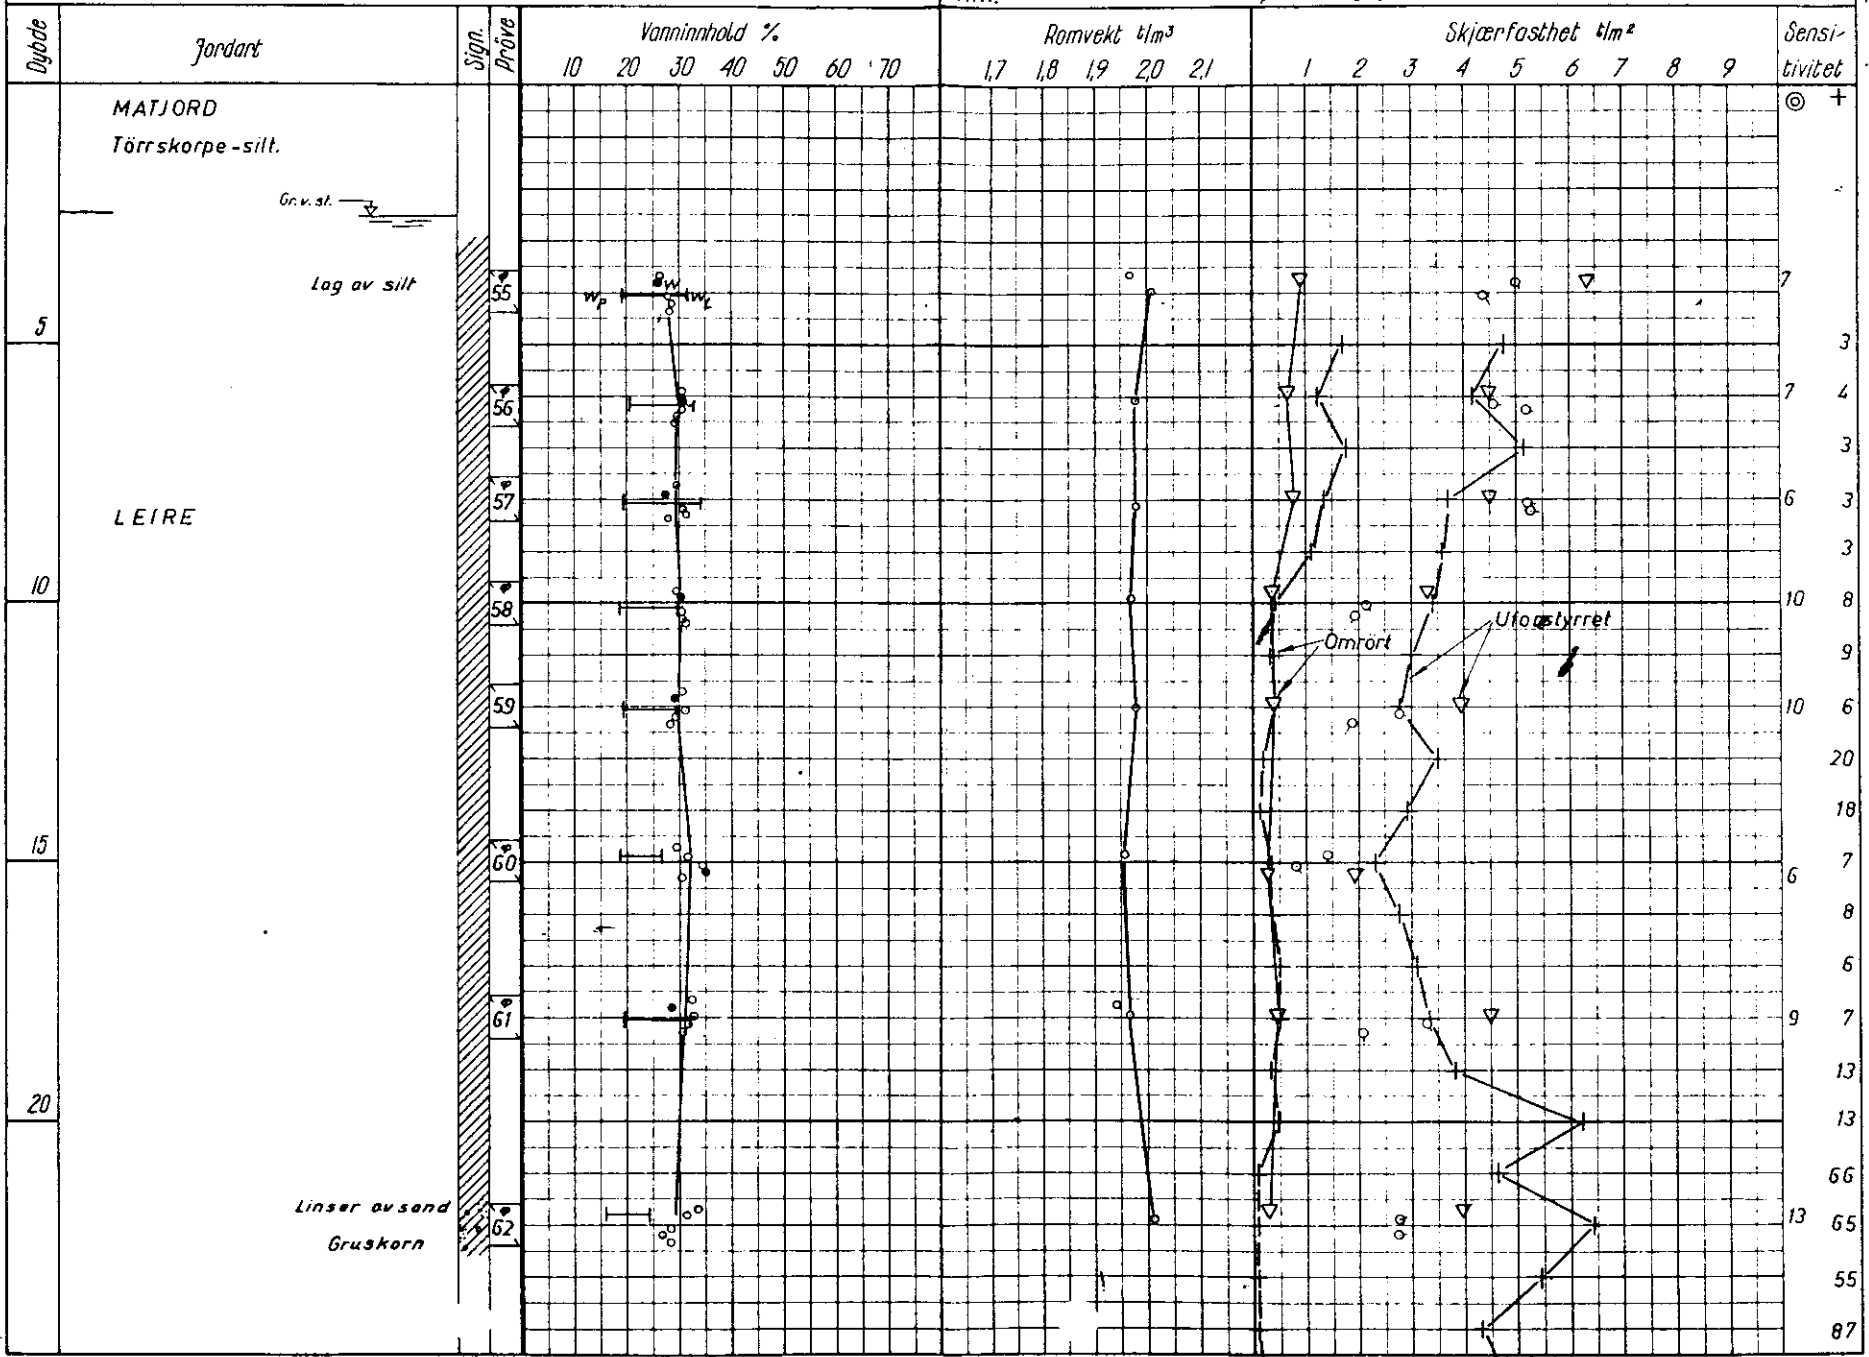 Dybde
Jordart
Sign.
Pröve
Vanninnhold %
10 20 30 40 50 60 70
Romvekt t/m³
1,7 1,8 1,9 2,0 2,1
Skjærfasthet t/m²
1 2 3 4 5 6 7 8 9
Sensi-
tivitet
◎ +
MATJORD
Törrskorpe-silt.
Gr.v.st.
Lag av silt
55
w
wp wL
7
5
3
56
7 4
3
57
6 3
LEIRE
3
10
58
10 8
Uforstyrret
Omrört
9
59
10 6
20
18
15
60
7
6
8
6
61
9 7
13
20
13
66
Linser av sand
62
13 65
Gruskorn
55
87